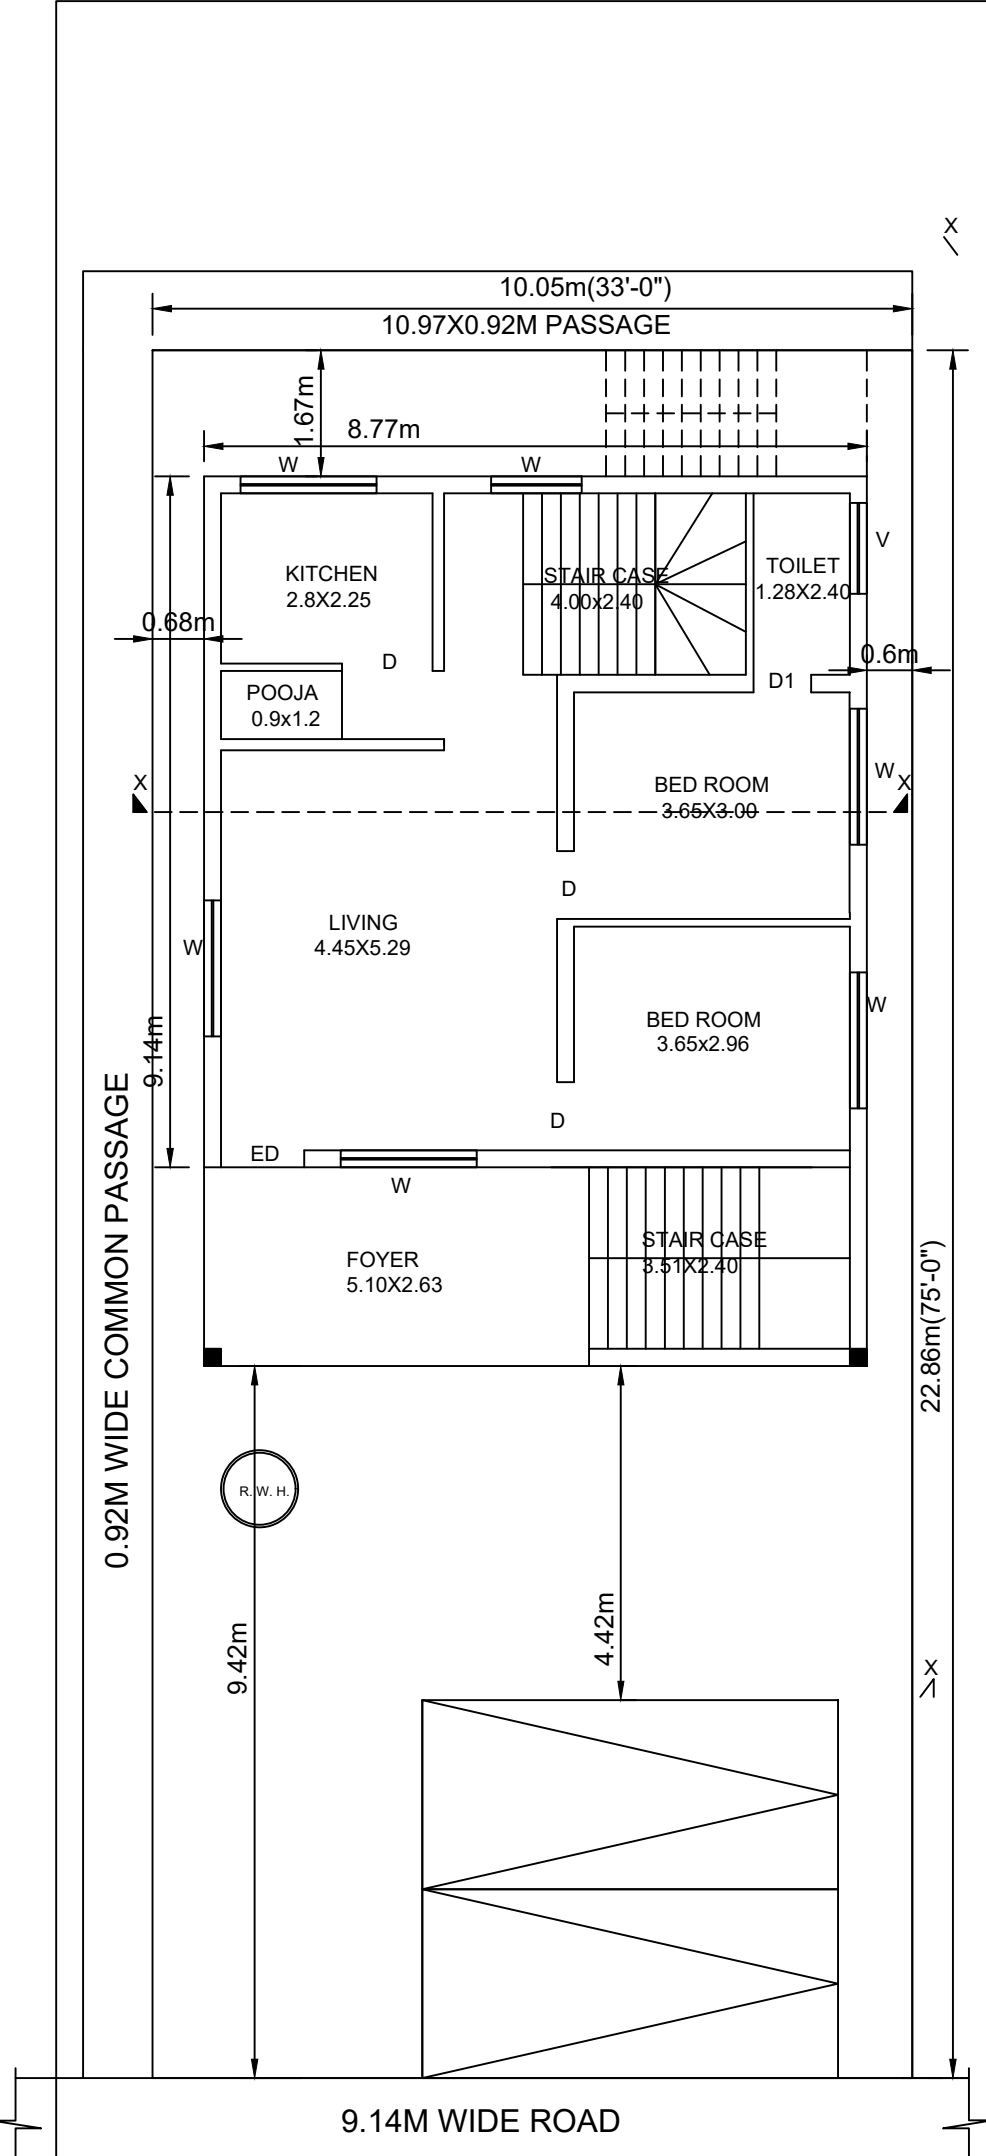 X
10.05m(33'-0")
10.97X0.92M PASSAGE
1.67m
8.77m
W
W
V
KITCHEN
2.8X2.25
STAIR CASE
4.00x2.40
TOILET
1.28X2.40
0.68m
0.6m
D
D1
POOJA
0.9x1.2
X
BED ROOM
3.65X3.00
W
X
D
LIVING
4.45X5.29
W
W
BED ROOM
3.65x2.96
9.14m
D
ED
W
0.92M WIDE COMMON PASSAGE
FOYER
5.10X2.63
STAIR CASE
3.51X2.40
22.86m(75'-0")
R. W. H.
9.42m
4.42m
X
9.14M WIDE ROAD